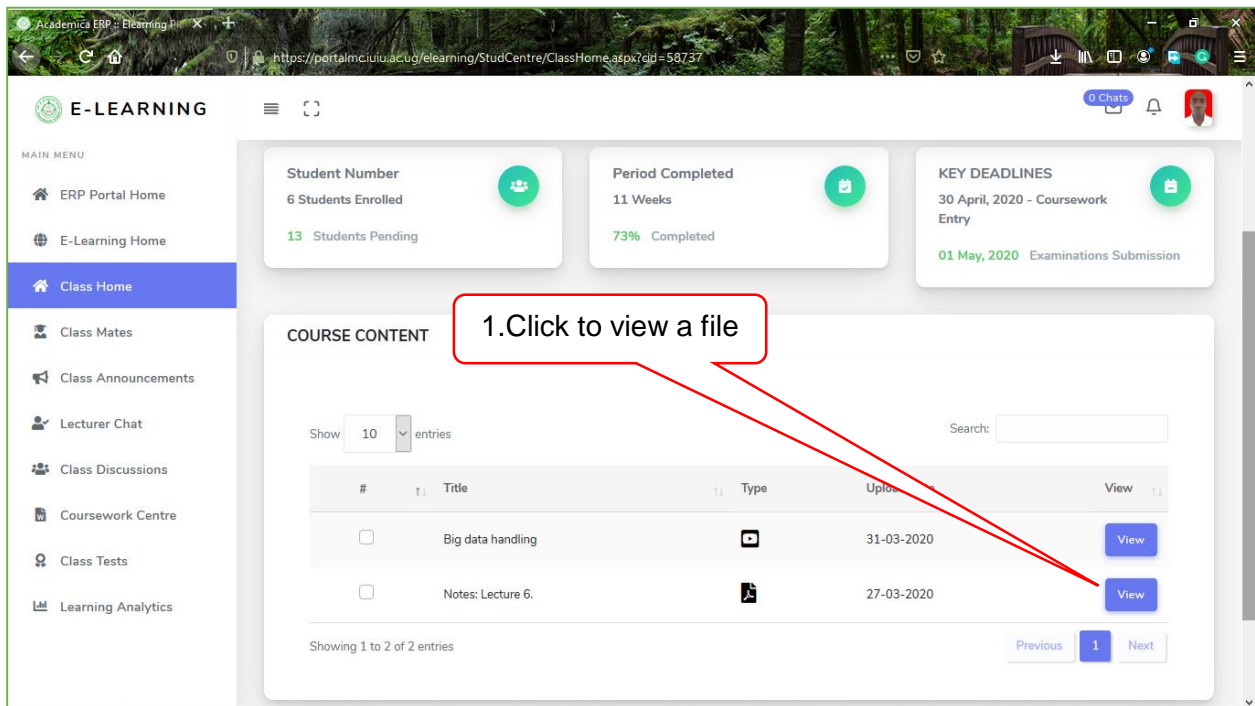 Academica ERP :: Elearning Pl
https://portalmc.iuiu.ac.ug/elearning/StudCentre/ClassHome.aspx?cid=58737
E-LEARNING
0 Chats
MAIN MENU
ERP Portal Home
E-Learning Home
Class Home
Class Mates
Class Announcements
Lecturer Chat
Class Discussions
Coursework Centre
Class Tests
Learning Analytics
Student Number
6 Students Enrolled
13 Students Pending
Period Completed
11 Weeks
73% Completed
KEY DEADLINES
30 April, 2020 - Coursework
Entry
01 May, 2020 Examinations Submission
COURSE CONTENT
1.Click to view a file
Show 10 entries
Search:
# Title Type View
Big data handling 31-03-2020 View
Notes: Lecture 6. 27-03-2020 View
Showing 1 to 2 of 2 entries
Previous 1 Next